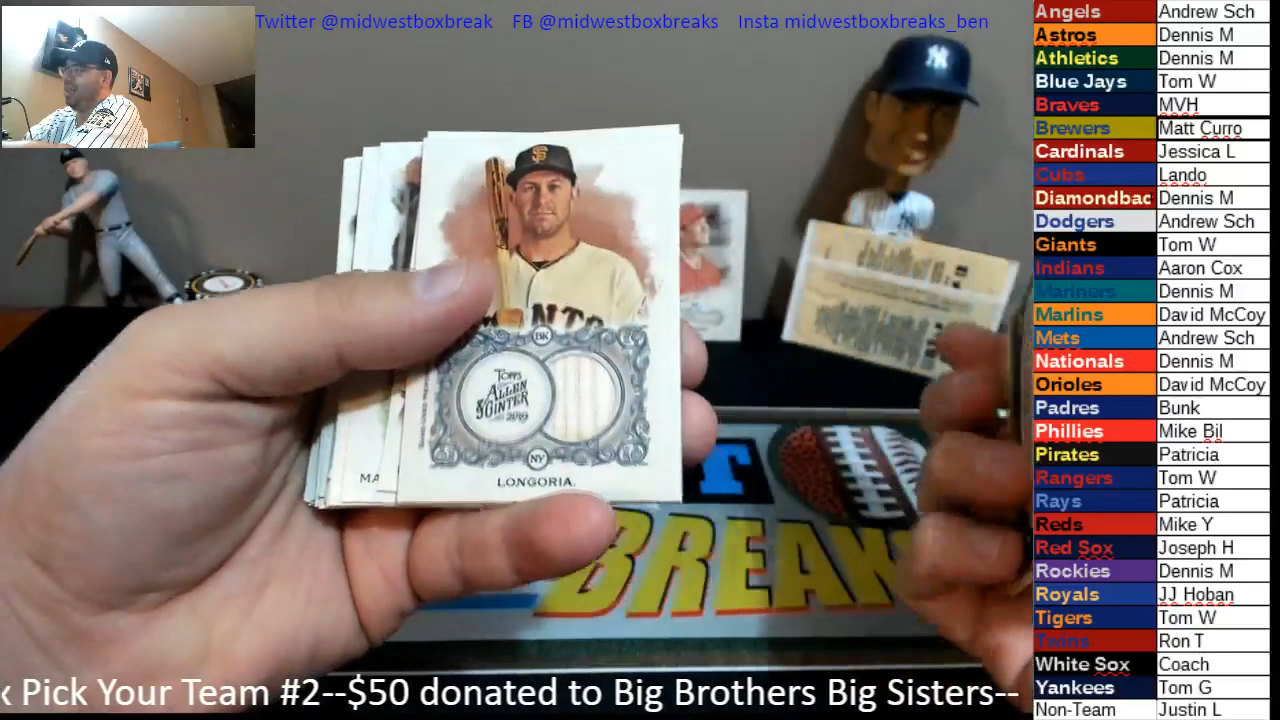 Twitter @midwestboxbreak FB @midwestboxbreaks Insta midwestboxbreaks_ben
Angels Andrew Sch
Astros Dennis M
Athletics Dennis M
Blue Jays Tom W
Braves MVH
Brewers Matt Curro
Cardinals Jessica L
Cubs Lando
Diamondbac Dennis M
Dodgers Andrew Sch
Giants Tom W
Indians Aaron Cox
Mariners Dennis M
Marlins David McCoy
Mets Andrew Sch
Nationals Dennis M
Orioles David McCoy
Padres Bunk
Phillies Mike Bil
Pirates Patricia
Rangers Tom W
Rays Patricia
Reds Mike Y
Red Sox Joseph H
Rockies Dennis M
Royals JJ Hoban
Tigers Tom W
Twins Ron T
White Sox Coach
Yankees Tom G
Non-Team Justin L
SF
BK
TOPPS
ALLEN
& GINTER
2019
NY
LONGORIA.
MA
BREAK
x Pick Your Team #2--$50 donated to Big Brothers Big Sisters--